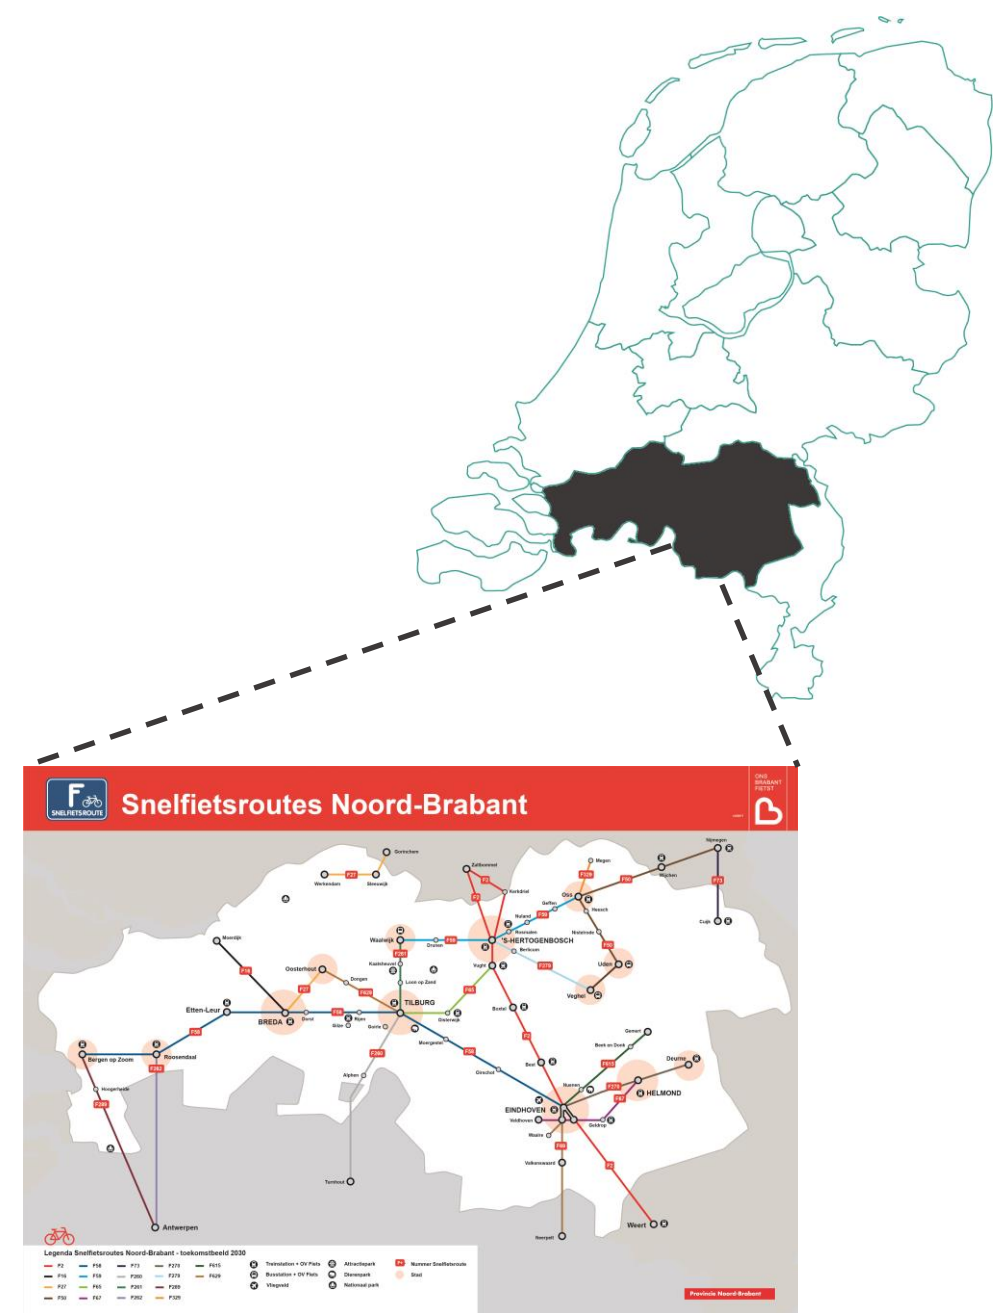 F
SNELFIETSROUTE
Snelfietsroutes Noord-Brabant
ONS
BRABANT
FIETST
Gorinchem
Werkendam
F27
Sleeuwijk
Zaltbommel
F2
Kerkdriel
F2
Megen
F329
Nijmegen
Wijchen
F50
F73
Cuijk
Oss
Geffen
Heesch
Nuland
F59
Rosmalen
Nistelrode
F50
Uden
Veghel
'S-HERTOGENBOSCH
Berlicum
F279
Waalwijk
Drunen
F59
F261
Kaatsheuvel
Loon op Zand
Vught
F65
Oisterwijk
Moerdijk
F16
Oosterhout
F27
Dongen
F629
TILBURG
Etten-Leur
BREDA
Dorst
F58
Rijen
Gilze
Goirle
F58
Bergen op Zoom
Roosendaal
F262
Hoogerheide
F289
Antwerpen
F260
Alphen
Turnhout
Moergestel
F58
Oirschot
Boxtel
F2
Best
Gemert
Beek en Donk
F615
Nuenen
Deurne
F270
HELMOND
F67
Geldrop
EINDHOVEN
Veldhoven
Waalre
F69
Valkenswaard
Neerpelt
F2
Weert
Legenda Snelfietsroutes Noord-Brabant - toekomstbeeld 2030
F2
F58
F73
F270
F615
Treinstation + OV Fiets
Attractiepark
F+
Nummer Snelfietsroute
F16
F59
F260
F279
F629
Busstation + OV Fiets
Dierenpark
Stad
F27
F65
F261
F289
Vliegveld
Nationaal park
F50
F67
F262
F329
Provincie Noord-Brabant